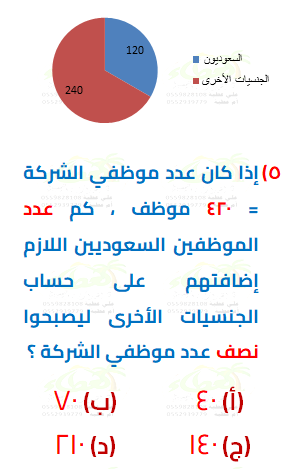 120
السعوديون
240
الجنسيات الأخرى
٥) إذا كان عدد موظفي الشركة
= ٤٢٠ موظف ، كم عدد
الموظفين السعوديين اللازم
إضافتهم على حساب
الجنسيات الأخرى ليصبحوا
نصف عدد موظفي الشركة ؟
(أ) ٤٠ (ب) ٧٠
(ج) ١٤٠ (د) ٢١٠